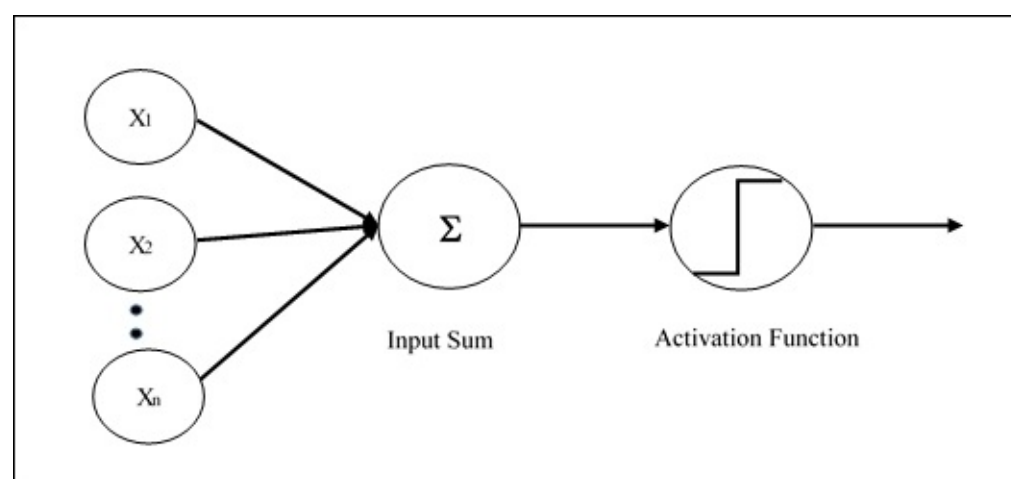 X₁
X₂
Xₙ
Σ
Input Sum
Activation Function